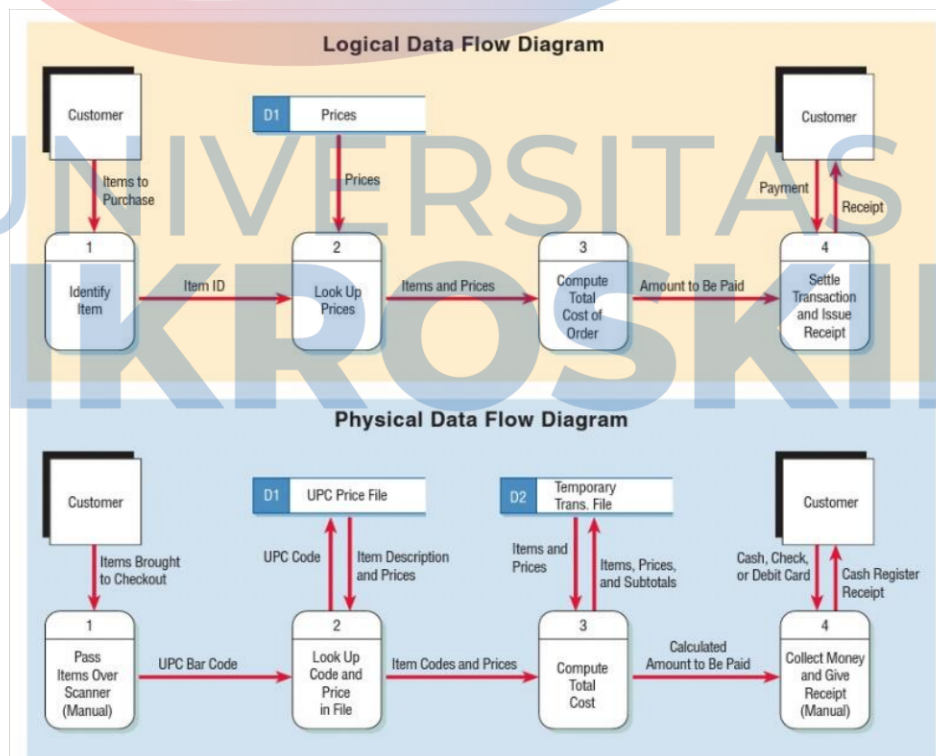 Logical Data Flow Diagram
Customer
D1 Prices
Customer
Items to
Purchase
Prices
Payment
Receipt
1
Identify
Item
Item ID
2
Look Up
Prices
Items and Prices
3
Compute
Total
Cost of
Order
Amount to Be Paid
4
Settle
Transaction
and Issue
Receipt
UNIVERSITAS
MIKROSKIL
Physical Data Flow Diagram
Customer
D1 UPC Price File
D2 Temporary
Trans. File
Customer
Items Brought
to Checkout
UPC Code
Item Description
and Prices
Items and
Prices
Items, Prices,
and Subtotals
Cash, Check,
or Debit Card
Cash Register
Receipt
1
Pass
Items Over
Scanner
(Manual)
UPC Bar Code
2
Look Up
Code and
Price
in File
Item Codes and Prices
3
Compute
Total
Cost
Calculated
Amount to Be Paid
4
Collect Money
and Give
Receipt
(Manual)